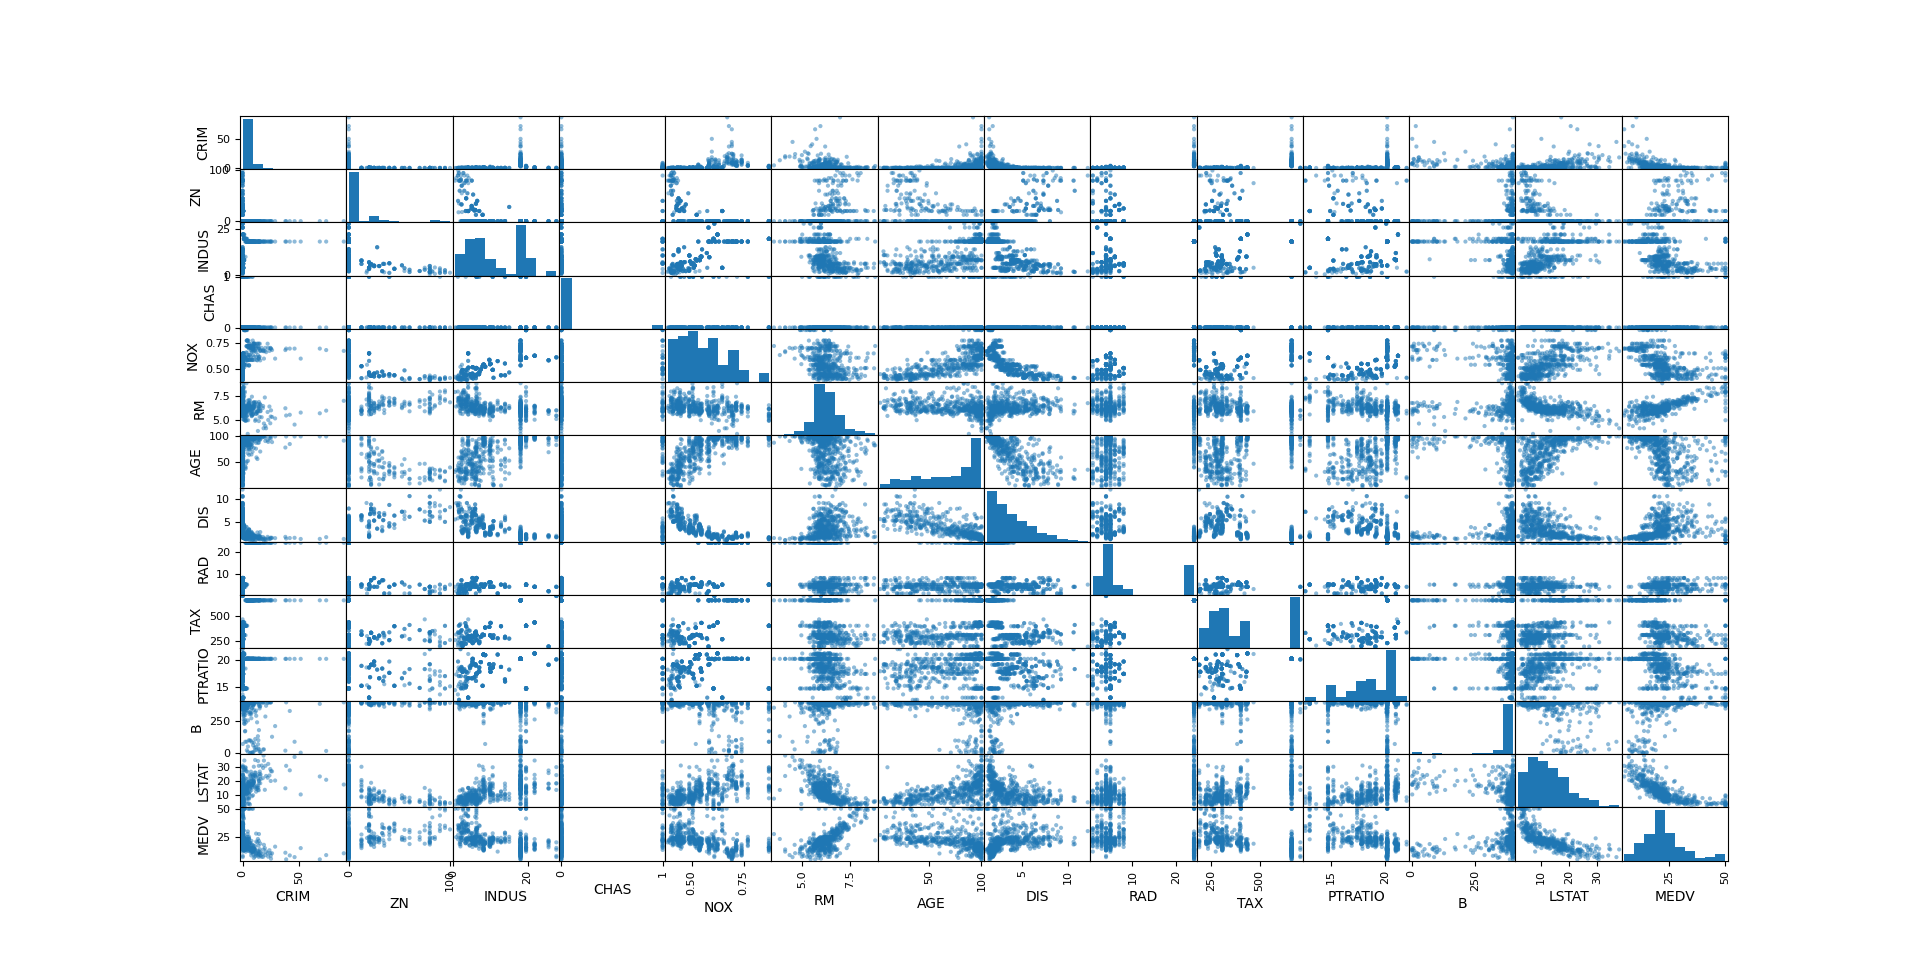 CRIM 50 0
ZN 100 0
INDUS 25 0
CHAS 1 0
NOX 0.75 0.50
RM 7.5 5.0
AGE 100 50
DIS 10 5
RAD 20 10
TAX 500 250
PTRATIO 20 15
B 250 0
LSTAT 30 20 10
MEDV 50 25
0 50 0 100 0 20 0 1 0.50 0.75 5.0 7.5 50 100 5 10 10 20 250 500 15 20 0 250 10 20 30 25 50
CRIM ZN INDUS CHAS NOX RM AGE DIS RAD TAX PTRATIO B LSTAT MEDV